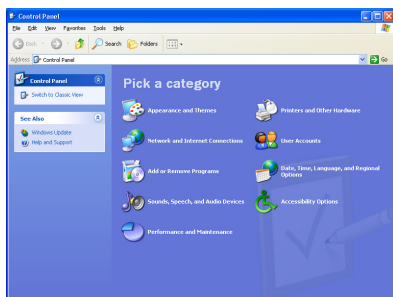 Control Panel
File Edit View Favorites Tools Help
Back Search Folders
Address Control Panel Go
Control Panel
Switch to Classic View
See Also
Windows Update
Help and Support
Pick a category
Appearance and Themes
Printers and Other Hardware
Network and Internet Connections
User Accounts
Add or Remove Programs
Date, Time, Language, and Regional
Options
Sounds, Speech, and Audio Devices
Accessibility Options
Performance and Maintenance